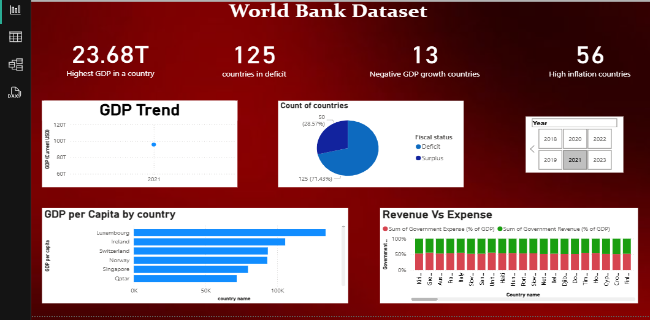 World Bank Dataset
23.68T
Highest GDP in a country
125
countries in deficit
13
Negative GDP growth countries
56
High inflation countries
GDP Trend
120T
100T
80T
60T
GDP (Current USD)
2021
Count of countries
50
(28.57%)
125 (71.43%)
Fiscal status
Deficit
Surplus
Year
2018
2020
2022
2019
2021
2023
GDP per Capita by country
GDP per capita
Luxembourg
Ireland
Switzerland
Norway
Singapore
Qatar
0K
50K
100K
country name
Revenue Vs Expense
Sum of Government Expense (% of GDP)
Sum of Government Revenue (% of GDP)
Government...
100%
50%
0%
Country name
DAX